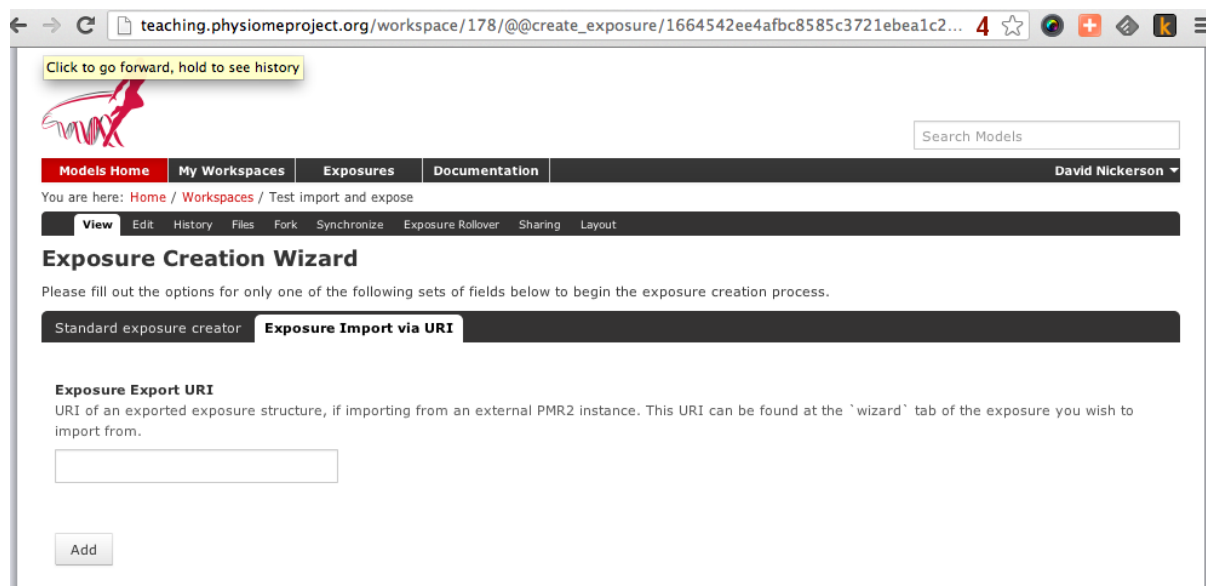 teaching.physiomeproject.org/workspace/178/@@create_exposure/1664542ee4afbc8585c3721ebea1c2... 4
Click to go forward, hold to see history
Search Models
Models Home My Workspaces Exposures Documentation David Nickerson
You are here: Home / Workspaces / Test import and expose
View Edit History Files Fork Synchronize Exposure Rollover Sharing Layout
Exposure Creation Wizard
Please fill out the options for only one of the following sets of fields below to begin the exposure creation process.
Standard exposure creator Exposure Import via URI
Exposure Export URI
URI of an exported exposure structure, if importing from an external PMR2 instance. This URI can be found at the `wizard` tab of the exposure you wish to
import from.
Add